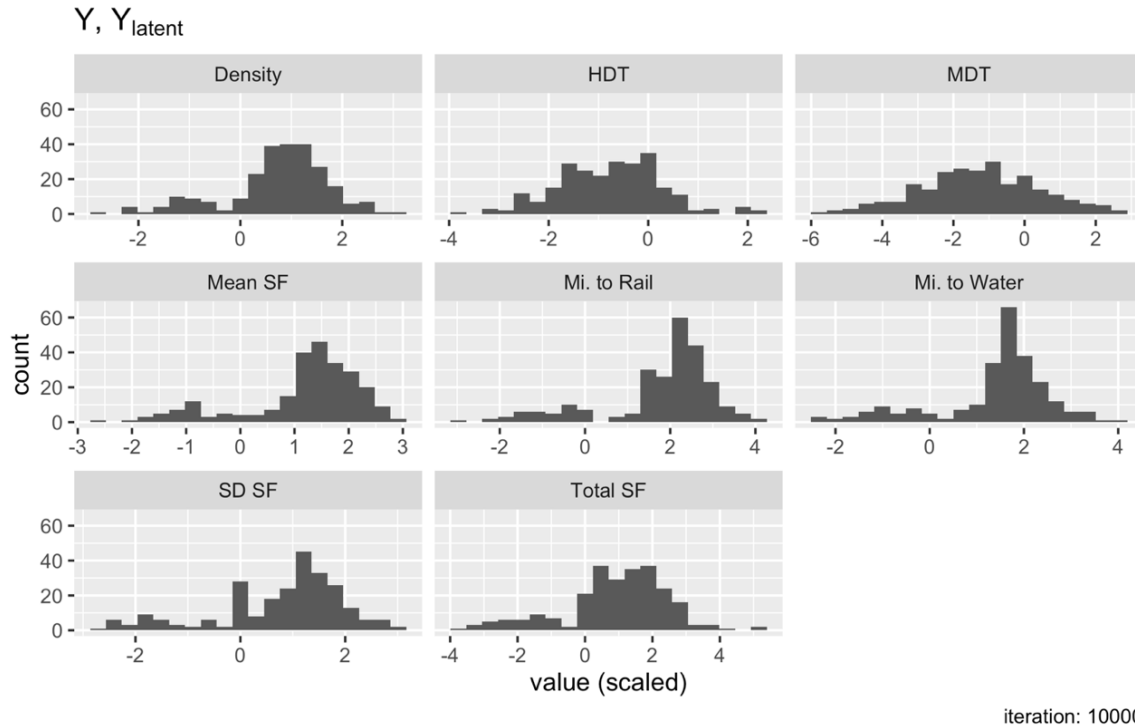 Y, Y latent
Density HDT MDT
60
40
20
0
-2 0 2 -4 -2 0 2 -6 -4 -2 0 2
Mean SF Mi. to Rail Mi. to Water
count
60
40
20
0
-3 -2 -1 0 1 2 3 -2 0 2 4 -2 0 2 4
SD SF Total SF
60
40
20
0
-2 0 2 -4 -2 0 2 4
value (scaled)
iteration: 1000